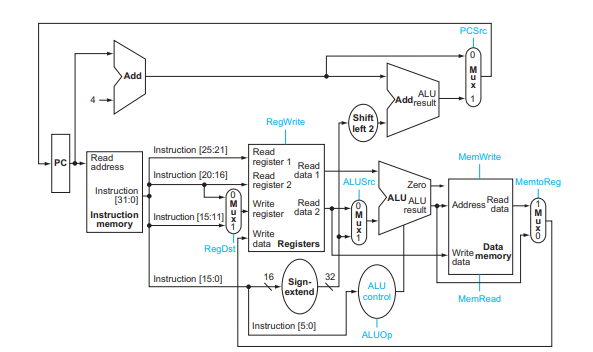 PCSrc
Add
4
0
M
u
x
1
Add ALU
result
Shift
left 2
RegWrite
PC
Read
address
Instruction
[31:0]
Instruction
memory
Instruction [25:21]
Instruction [20:16]
Instruction [15:11]
0
M
u
x
1
RegDst
Read
register 1
Read
register 2
Write
register
Write
data
Read
data 1
Read
data 2
Registers
ALUSrc
0
M
u
x
1
Zero
ALU ALU
result
MemWrite
Address
Read
data
Write
data
Data
memory
MemRead
MemtoReg
1
M
u
x
0
Instruction [15:0]
16
Sign-
extend
32
ALU
control
Instruction [5:0]
ALUOp